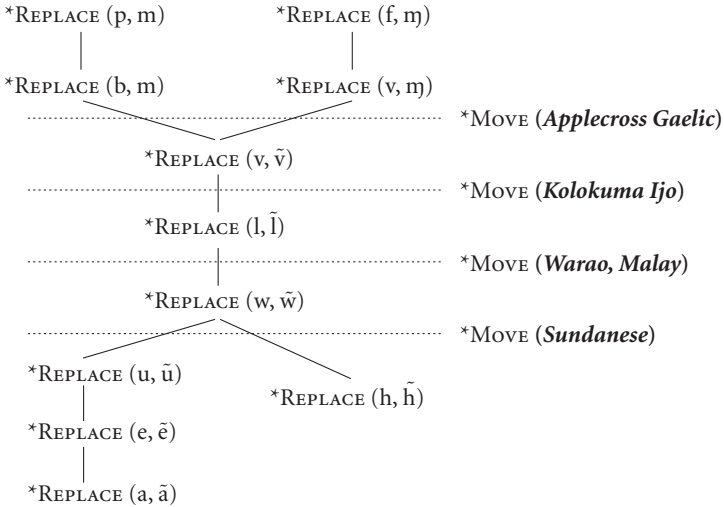 *Replace (p, m) *Replace (f, ɱ)
*Replace (b, m) *Replace (v, ɱ)
*Move (Applecross Gaelic)
*Replace (v, ṽ)
*Move (Kolokuma Ijo)
*Replace (l, l̃)
*Move (Warao, Malay)
*Replace (w, w̃)
*Move (Sundanese)
*Replace (u, ũ)
*Replace (h, h̃)
*Replace (e, ẽ)
*Replace (a, ã)